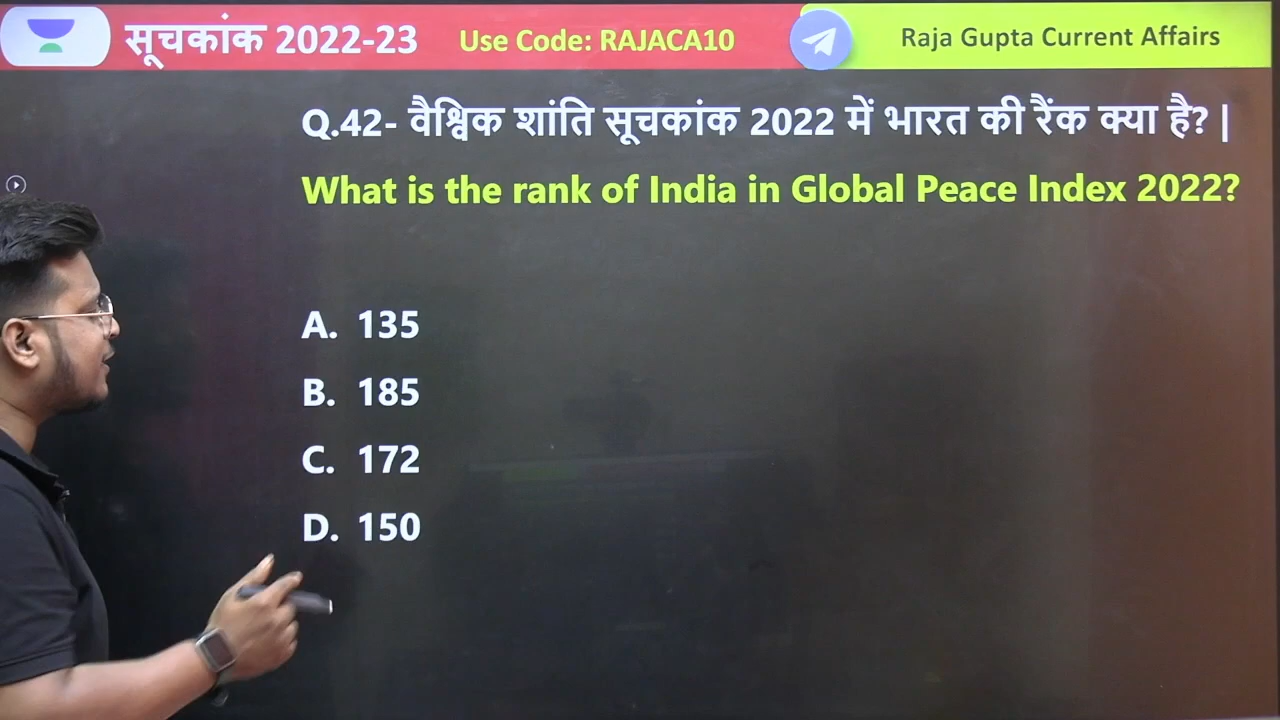 सूचकांक 2022-23 Use Code: RAJACA10 Raja Gupta Current Affairs
Q.42- वैश्विक शांति सूचकांक 2022 में भारत की रैंक क्या है? |
What is the rank of India in Global Peace Index 2022?
A. 135
B. 185
C. 172
D. 150